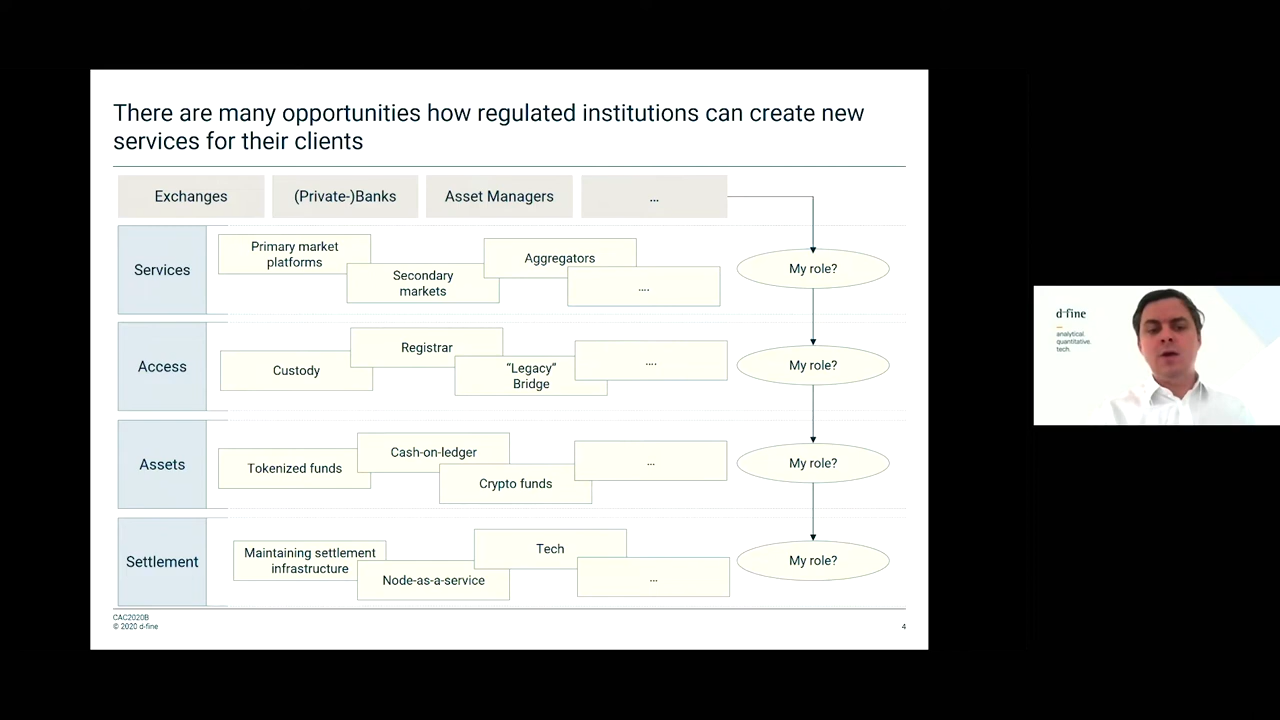 There are many opportunities how regulated institutions can create new
services for their clients
Exchanges
(Private-)Banks
Asset Managers
...
Services
Primary market
platforms
Secondary
markets
Aggregators
....
My role?
Access
Custody
Registrar
“Legacy”
Bridge
....
My role?
Assets
Tokenized funds
Cash-on-ledger
Crypto funds
...
My role?
Settlement
Maintaining settlement
infrastructure
Node-as-a-service
Tech
...
My role?
CAC2020B
© 2020 d-fine
4
d-fine
analytical.
quantitative.
tech.